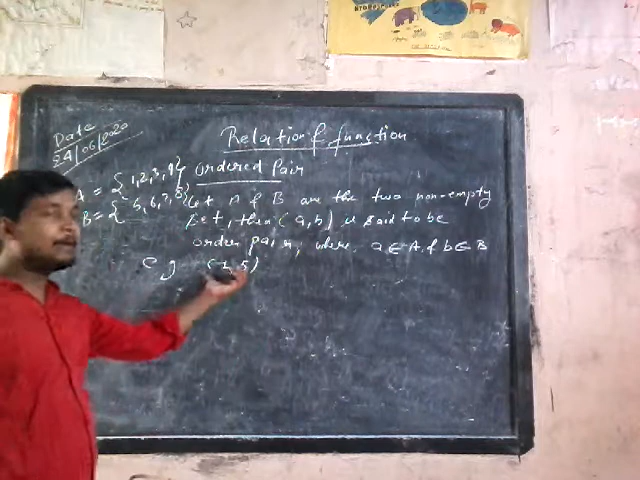 Relation & function
Date
24/06/2020
Ordered Pair
A = {1,2,3,4}
B = {5,6,7,8}
Let A & B are the two non-empty
set, then (a,b) is said to be
order pair, where a ∈ A, & b ∈ B
e.g (1,5)